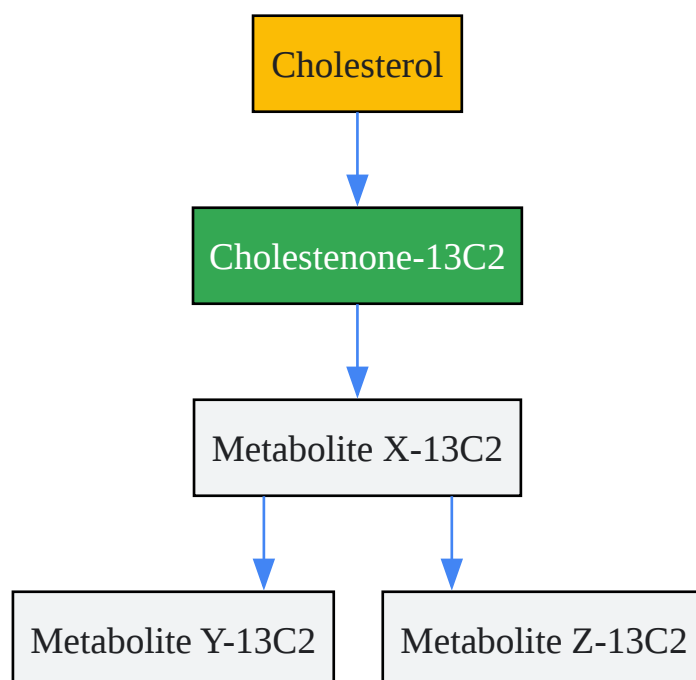 Cholesterol
Cholestenone-13C2
Metabolite X-13C2
Metabolite Y-13C2
Metabolite Z-13C2